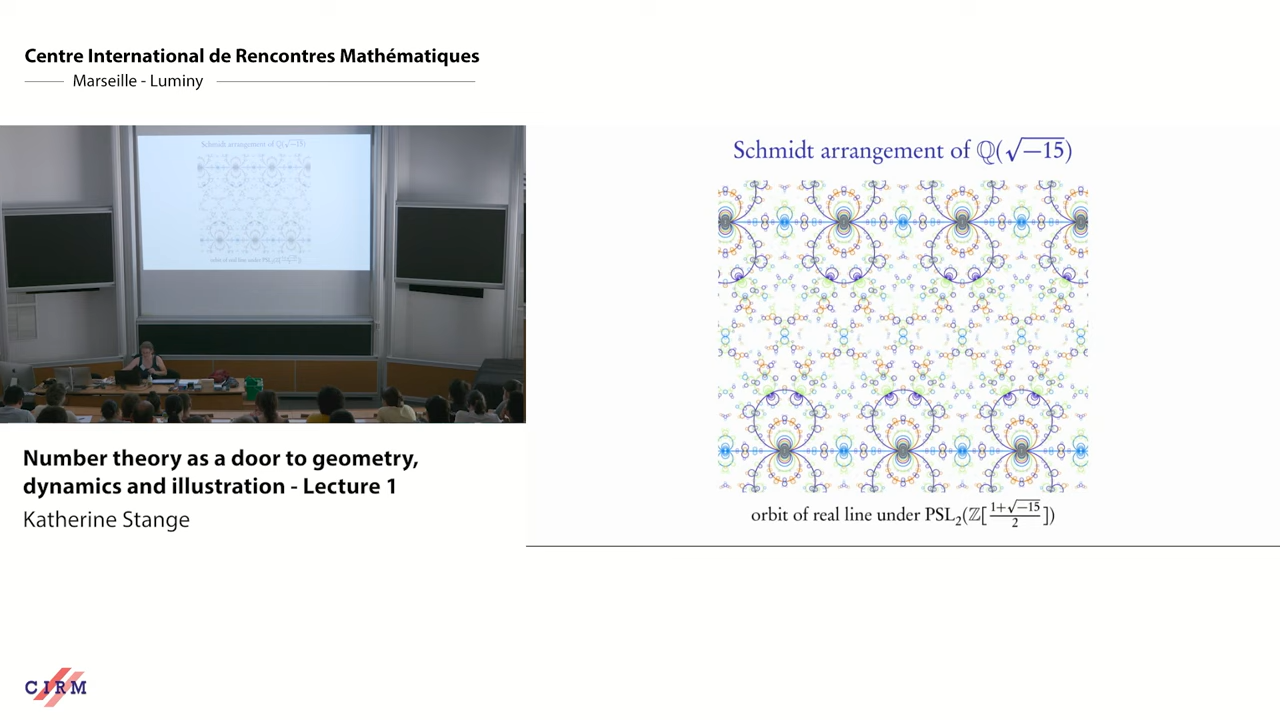 Centre International de Rencontres Mathématiques
Marseille - Luminy
Schmidt arrangement of ℚ(√−15)
orbit of real line under PSL₂(ℤ[(1+√−15)/2])
Number theory as a door to geometry,
dynamics and illustration - Lecture 1
Katherine Stange
CIRM